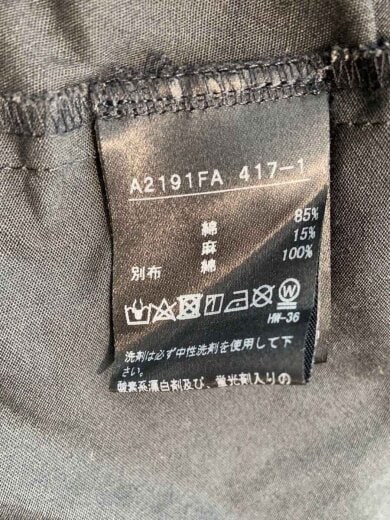 A2191FA 417-1
綿 85%
麻 15%
別布 綿 100%
W
HM-36
洗剤は必ず中性洗剤を使用して下
さい。
酸素系漂白剤及び、蛍光剤入りの